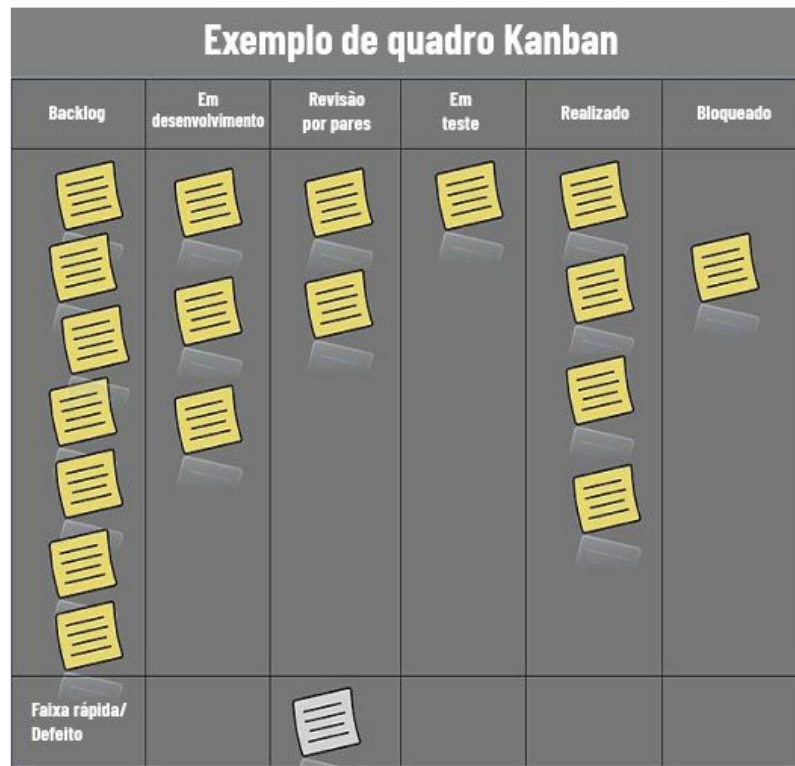 Exemplo de quadro Kanban
Backlog
Em
desenvolvimento
Revisão
por pares
Em
teste
Realizado
Bloqueado
Faixa rápida/
Defeito